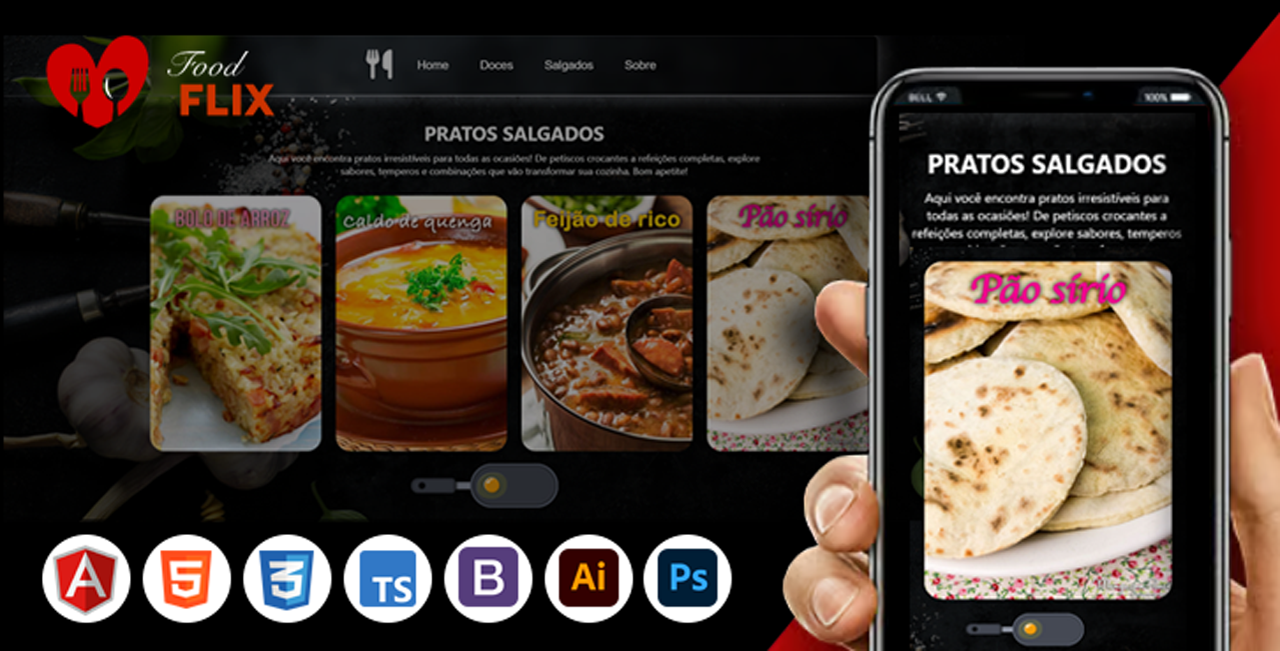 Food
FLIX
Home Doces Salgados Sobre
PRATOS SALGADOS
Aqui você encontra pratos irresistíveis para todas as ocasiões! De petiscos crocantes a refeições completas, explore
sabores, temperos e combinações que vão transformar sua cozinha. Bom apetite!
BOLO DE ARROZ
Caldo de quenga
Feijão de rico
Pão sírio
BELL
100%
PRATOS SALGADOS
Aqui você encontra pratos irresistíveis para
todas as ocasiões! De petiscos crocantes a
refeições completas, explore sabores, temperos
Pão sírio
A
5
3
TS
B
Ai
Ps